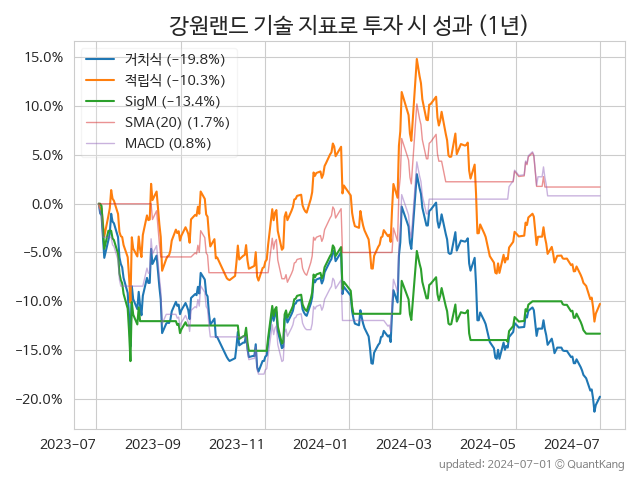 강원랜드 기술 지표로 투자 시 성과 (1년)
15.0%
10.0%
5.0%
0.0%
−5.0%
−10.0%
−15.0%
−20.0%
거치식 (−19.8%)
적립식 (−10.3%)
SigM (−13.4%)
SMA(20) (1.7%)
MACD (0.8%)
2023-07 2023-09 2023-11 2024-01 2024-03 2024-05 2024-07
updated: 2024-07-01 © QuantKang